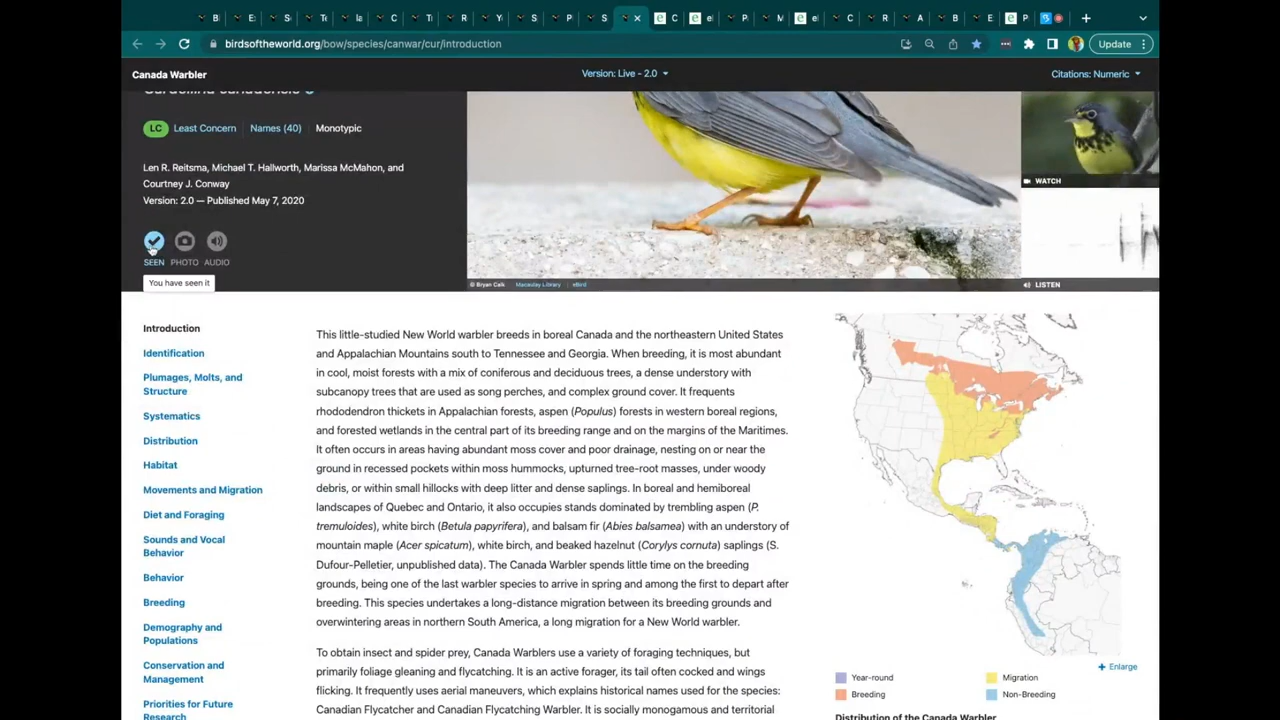 birdsoftheworld.org/bow/species/canwar/cur/introduction
Update
Canada Warbler
Version: Live - 2.0
Citations: Numeric
LC Least Concern Names (40) Monotypic
Len R. Reitsma, Michael T. Hallworth, Marissa McMahon, and
Courtney J. Conway
Version: 2.0 — Published May 7, 2020
SEEN PHOTO AUDIO
You have seen it
© Bryan Calk Macaulay Library eBird
WATCH
LISTEN
Introduction
Identification
Plumages, Molts, and
Structure
Systematics
Distribution
Habitat
Movements and Migration
Diet and Foraging
Sounds and Vocal
Behavior
Behavior
Breeding
Demography and
Populations
Conservation and
Management
Priorities for Future
Research
This little-studied New World warbler breeds in boreal Canada and the northeastern United States
and Appalachian Mountains south to Tennessee and Georgia. When breeding, it is most abundant
in cool, moist forests with a mix of coniferous and deciduous trees, a dense understory with
subcanopy trees that are used as song perches, and complex ground cover. It frequents
rhododendron thickets in Appalachian forests, aspen (Populus) forests in western boreal regions,
and forested wetlands in the central part of its breeding range and on the margins of the Maritimes.
It often occurs in areas having abundant moss cover and poor drainage, nesting on or near the
ground in recessed pockets within moss hummocks, upturned tree-root masses, under woody
debris, or within small hillocks with deep litter and dense saplings. In boreal and hemiboreal
landscapes of Quebec and Ontario, it also occupies stands dominated by trembling aspen (P.
tremuloides), white birch (Betula papyrifera), and balsam fir (Abies balsamea) with an understory of
mountain maple (Acer spicatum), white birch, and beaked hazelnut (Corylys cornuta) saplings (S.
Dufour-Pelletier, unpublished data). The Canada Warbler spends little time on the breeding
grounds, being one of the last warbler species to arrive in spring and among the first to depart after
breeding. This species undertakes a long-distance migration between its breeding grounds and
overwintering areas in northern South America, a long migration for a New World warbler.
To obtain insect and spider prey, Canada Warblers use a variety of foraging techniques, but
primarily foliage gleaning and flycatching. It is an active forager, its tail often cocked and wings
flicking. It frequently uses aerial maneuvers, which explains historical names used for the species:
Canadian Flycatcher and Canadian Flycatching Warbler. It is socially monogamous and territorial
Enlarge
Year-round
Migration
Breeding
Non-Breeding
Distribution of the Canada Warbler